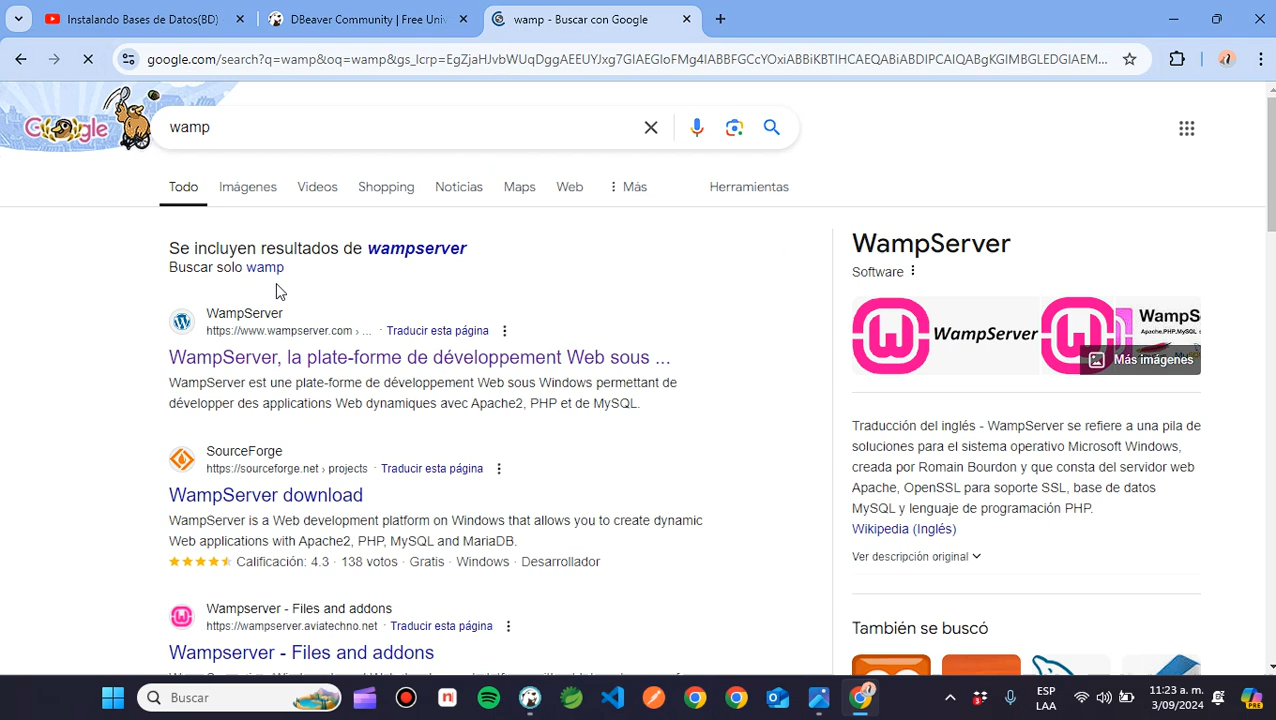 Instalando Bases de Datos(BD)
DBeaver Community | Free Uni
wamp - Buscar con Google
google.com/search?q=wamp&oq=wamp&gs_lcrp=EgZjaHJvbWUqDggAEEUYJxg7GIAEGIoFMg4IABBFGCcYOxiABBiKBTIHCAEQABiABDIPCAIQABgKGIMBGLEDGIAEM...
Google
wamp
Todo
Imágenes
Videos
Shopping
Noticias
Maps
Web
Más
Herramientas
Se incluyen resultados de wampserver
Buscar solo wamp
WampServer
https://www.wampserver.com › ... · Traducir esta página
WampServer, la plate-forme de développement Web sous ...
WampServer est une plate-forme de développement Web sous Windows permettant de
développer des applications Web dynamiques avec Apache2, PHP et de MySQL.
SourceForge
https://sourceforge.net › projects · Traducir esta página
WampServer download
WampServer is a Web development platform on Windows that allows you to create dynamic
Web applications with Apache2, PHP, MySQL and MariaDB.
Calificación: 4.3 · 138 votos · Gratis · Windows · Desarrollador
Wampserver - Files and addons
https://wampserver.aviatechno.net · Traducir esta página
Wampserver - Files and addons
WampServer
Software
WampServer
WampS
Apache,PHP,MySQL
Más imágenes
Traducción del inglés - WampServer se refiere a una pila de
soluciones para el sistema operativo Microsoft Windows,
creada por Romain Bourdon y que consta del servidor web
Apache, OpenSSL para soporte SSL, base de datos
MySQL y lenguaje de programación PHP.
Wikipedia (Inglés)
Ver descripción original
También se buscó
Buscar
ESP
LAA
11:23 a. m.
3/09/2024
PRE